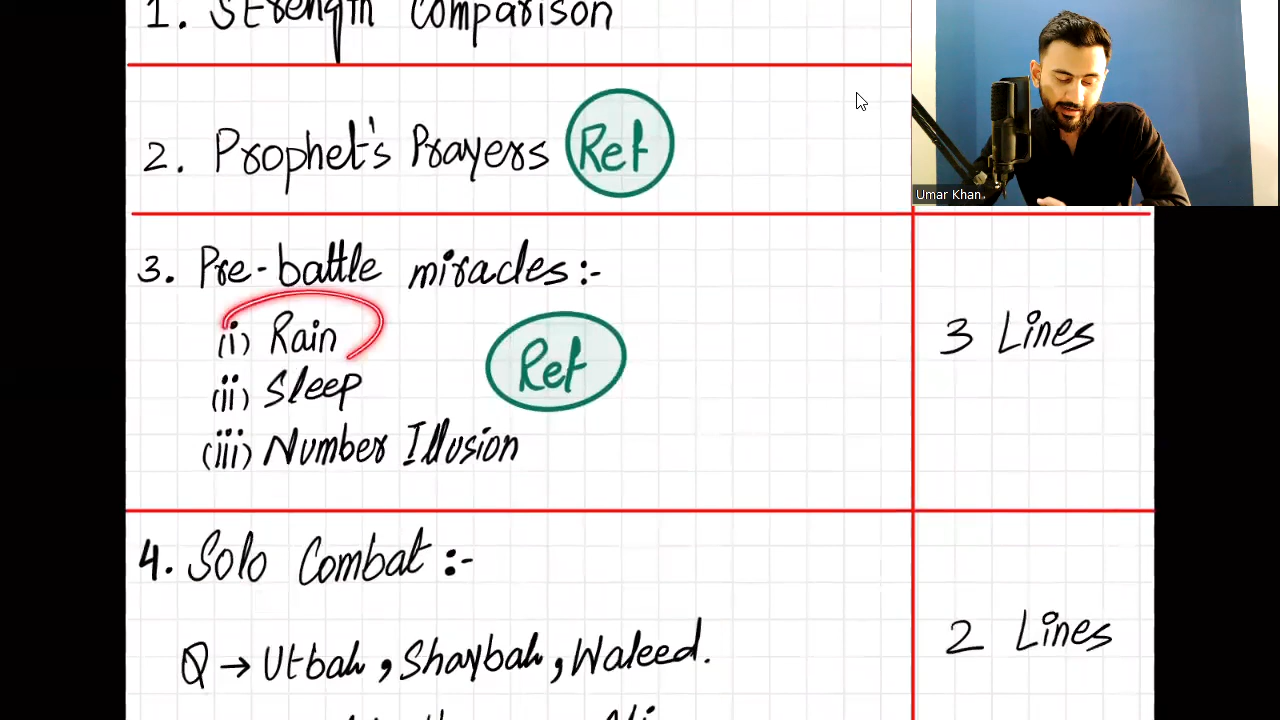 1. Strength Comparison
2. Prophet's Prayers Ref
Umar Khan
3. Pre-battle miracles:-
(i) Rain
(ii) Sleep
Ref
3 Lines
(iii) Number Illusion
4. Solo Combat:-
2 Lines
Q → Utbah, Shaybah, Waleed.